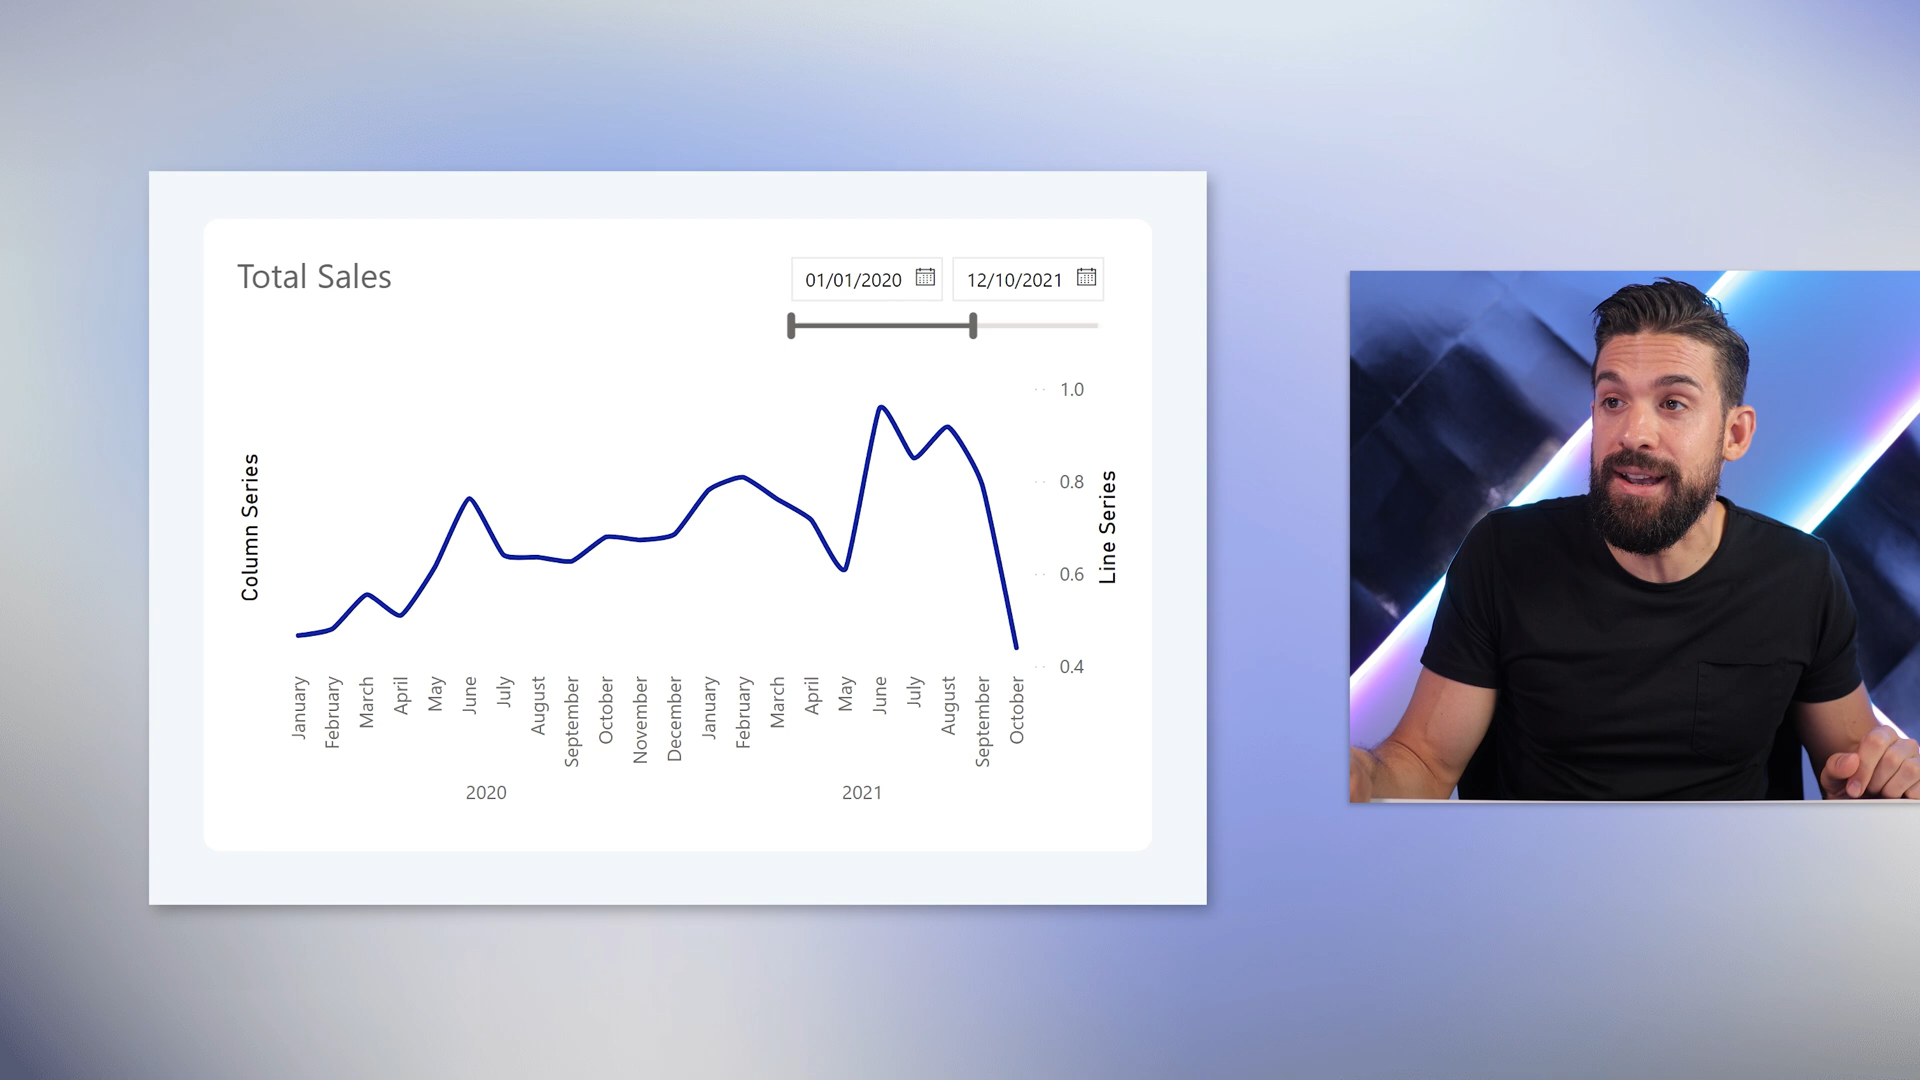 Total Sales
01/01/2020
12/10/2021
1.0
0.8
0.6
0.4
Column Series
Line Series
January
February
March
April
May
June
July
August
September
October
November
December
January
February
March
April
May
June
July
August
September
October
2020
2021